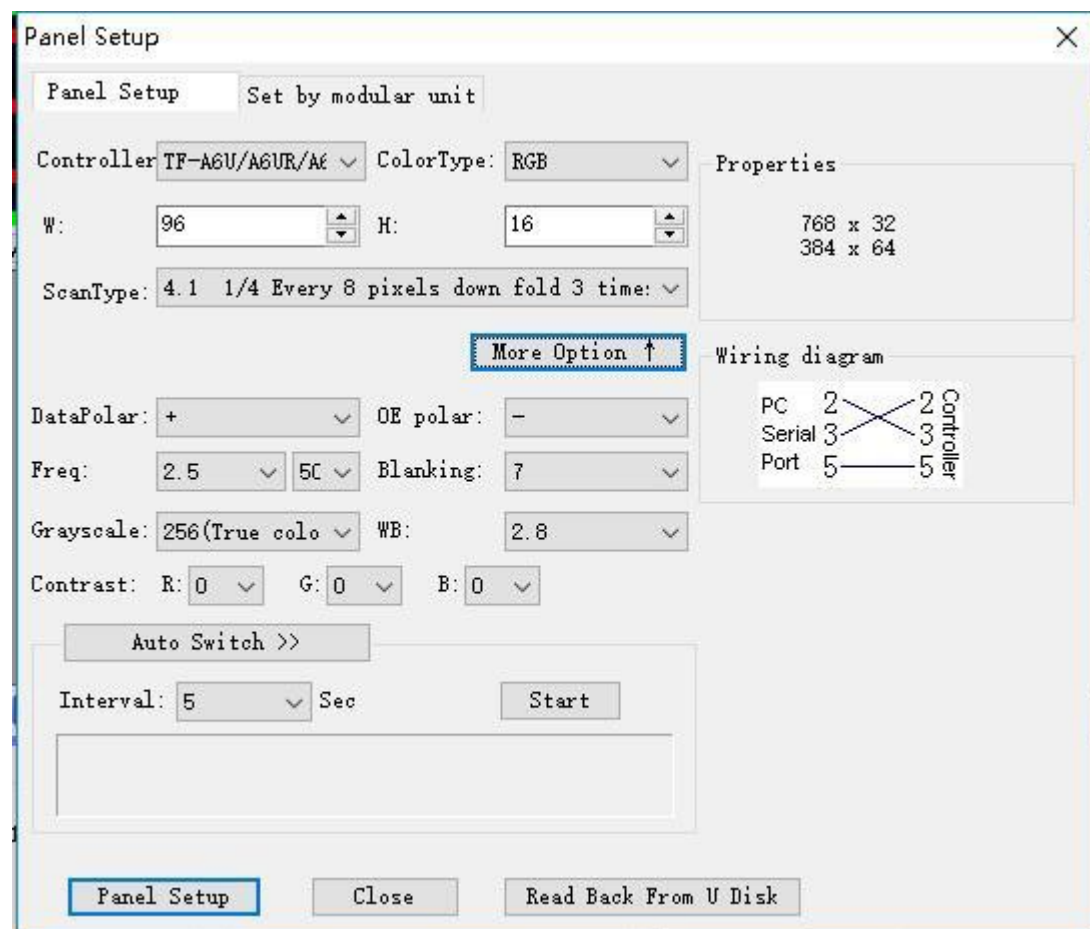 Panel Setup
Panel Setup Set by modular unit
Controller TF-A6U/A6UR/A6 ColorType: RGB
Properties
W: 96 H: 16
768 x 32
384 x 64
ScanType: 4.1 1/4 Every 8 pixels down fold 3 time
More Option ↑
Wiring diagram
PC Serial Port
2 2
3 3
5 5
Controller
DataPolar: + OE polar: -
Freq: 2.5 50 Blanking: 7
Grayscale: 256(True colo WB: 2.8
Contrast: R: 0 G: 0 B: 0
Auto Switch >>
Interval: 5 Sec Start
Panel Setup Close Read Back From U Disk